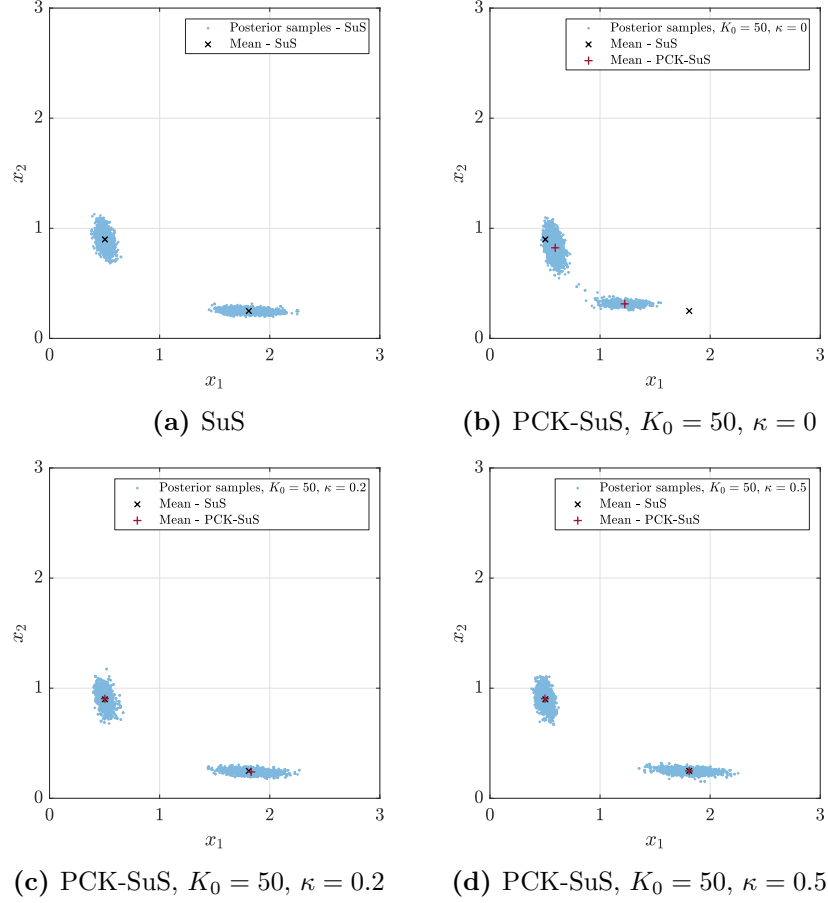 3
2
1
0
x₂
Posterior samples - SuS
Mean - SuS
0 1 2 3
x₁
(a) SuS
3
2
1
0
x₂
Posterior samples, K₀ = 50, κ = 0
Mean - SuS
Mean - PCK-SuS
0 1 2 3
x₁
(b) PCK-SuS, K₀ = 50, κ = 0
3
2
1
0
x₂
Posterior samples, K₀ = 50, κ = 0.2
Mean - SuS
Mean - PCK-SuS
0 1 2 3
x₁
(c) PCK-SuS, K₀ = 50, κ = 0.2
3
2
1
0
x₂
Posterior samples, K₀ = 50, κ = 0.5
Mean - SuS
Mean - PCK-SuS
0 1 2 3
x₁
(d) PCK-SuS, K₀ = 50, κ = 0.5